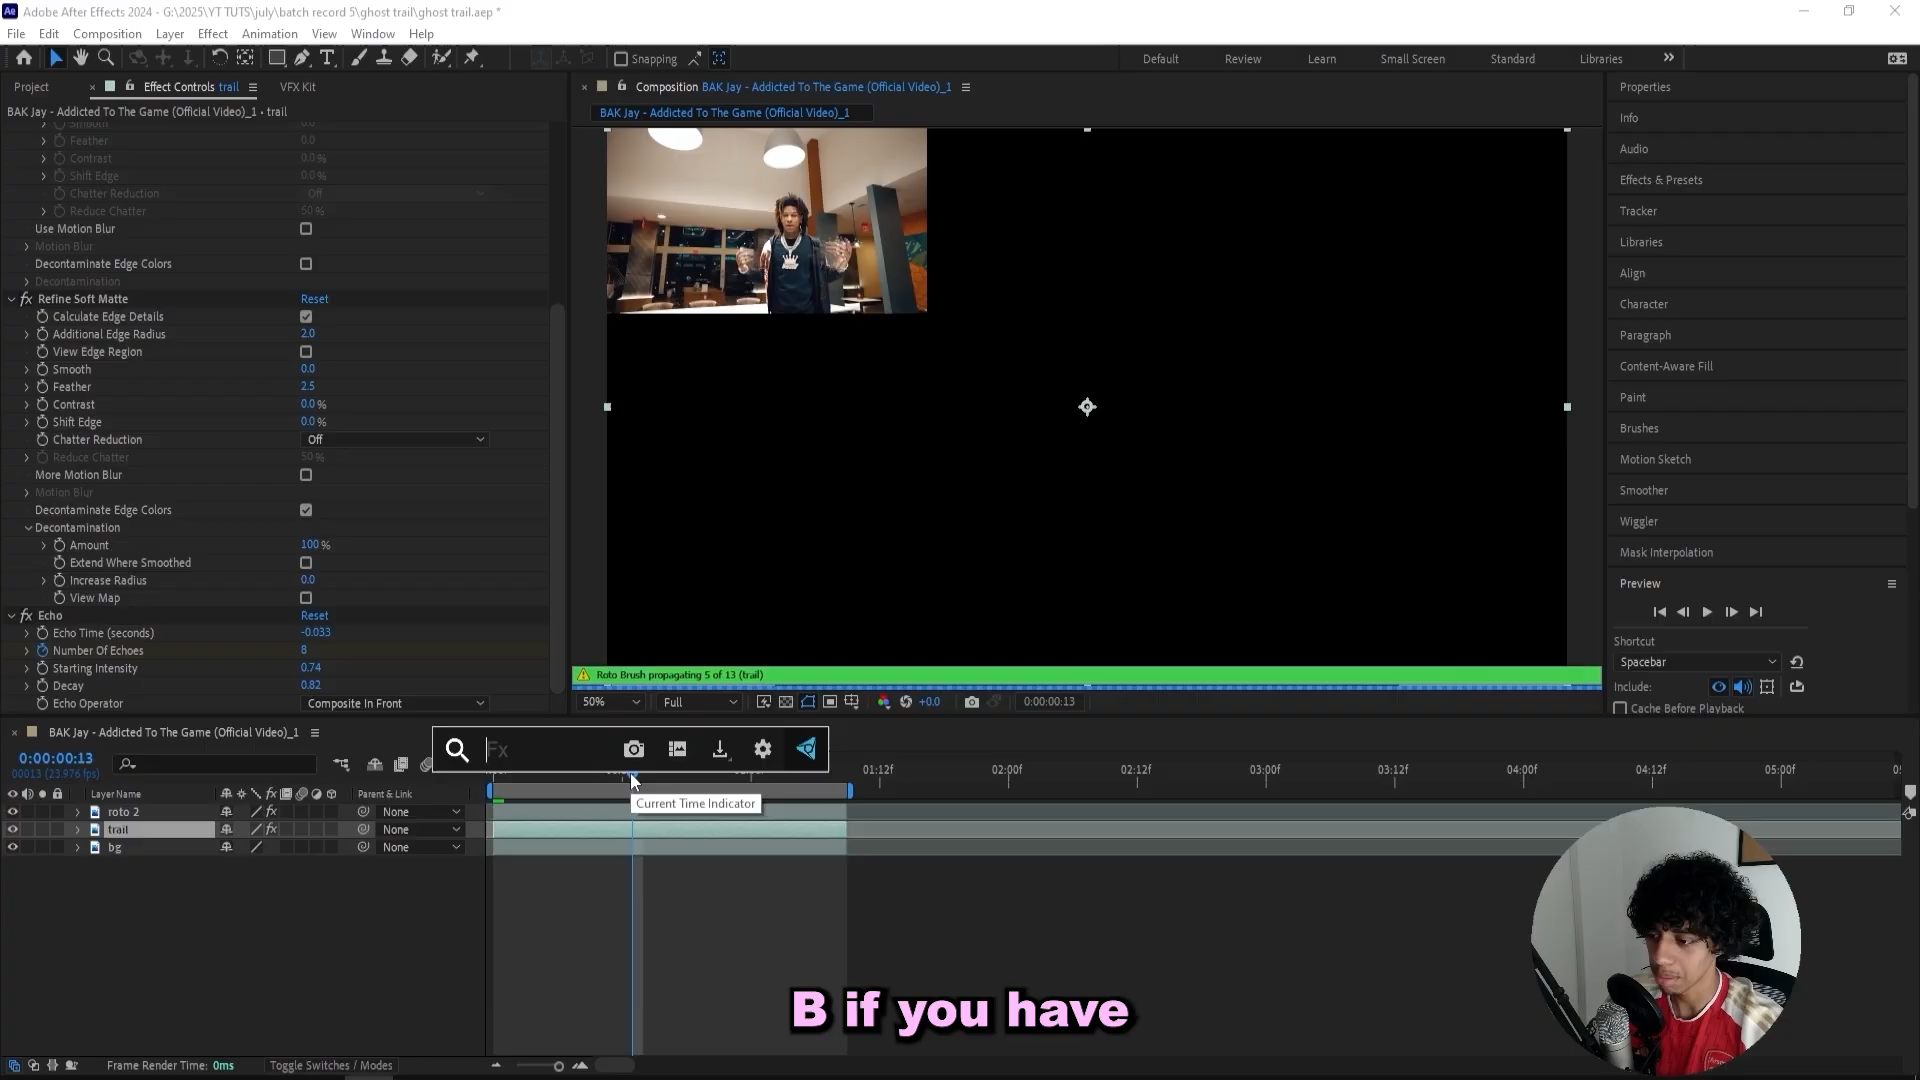 Ae Adobe After Effects 2024 - G:\2025\YT TUTS\july\batch record 5\ghost trail\ghost trail.aep *
File Edit Composition Layer Effect Animation View Window Help
Snapping Default Review Learn Small Screen Standard Libraries
Project Effect Controls trail VFX Kit
Composition BAK Jay - Addicted To The Game (Official Video)_1
BAK Jay - Addicted To The Game (Official Video)_1 • trail
BAK Jay - Addicted To The Game (Official Video)_1
Smooth 0.0
Feather 0.0
Contrast 0.0 %
Shift Edge 0.0 %
Chatter Reduction Off
Reduce Chatter 50 %
Use Motion Blur
Motion Blur
Decontaminate Edge Colors
Decontamination
fx Refine Soft Matte Reset
Calculate Edge Details
Additional Edge Radius 2.0
View Edge Region
Smooth 0.0
Feather 2.5
Contrast 0.0 %
Shift Edge 0.0 %
Chatter Reduction Off
Reduce Chatter 50 %
More Motion Blur
Motion Blur
Decontaminate Edge Colors
Decontamination
Amount 100 %
Extend Where Smoothed
Increase Radius 0.0
View Map
fx Echo Reset
Echo Time (seconds) -0.033
Number Of Echoes 8
Starting Intensity 0.74
Decay 0.82
Echo Operator Composite In Front
Properties
Info
Audio
Effects & Presets
Tracker
Libraries
Align
Character
Paragraph
Content-Aware Fill
Paint
Brushes
Motion Sketch
Smoother
Wiggler
Mask Interpolation
Preview
Shortcut
Spacebar
Include:
Cache Before Playback
Roto Brush propagating 5 of 13 (trail)
50% Full +0.0 0:00:00:13
BAK Jay - Addicted To The Game (Official Video)_1
Fx
0:00:00:13
00013 (23.976 fps)
01:12f 02:00f 02:12f 03:00f 03:12f 04:00f 04:12f 05:00f
Layer Name fx Parent & Link
Current Time Indicator
roto 2 fx None
trail fx None
bg None
B if you have
Frame Render Time: 0ms Toggle Switches / Modes